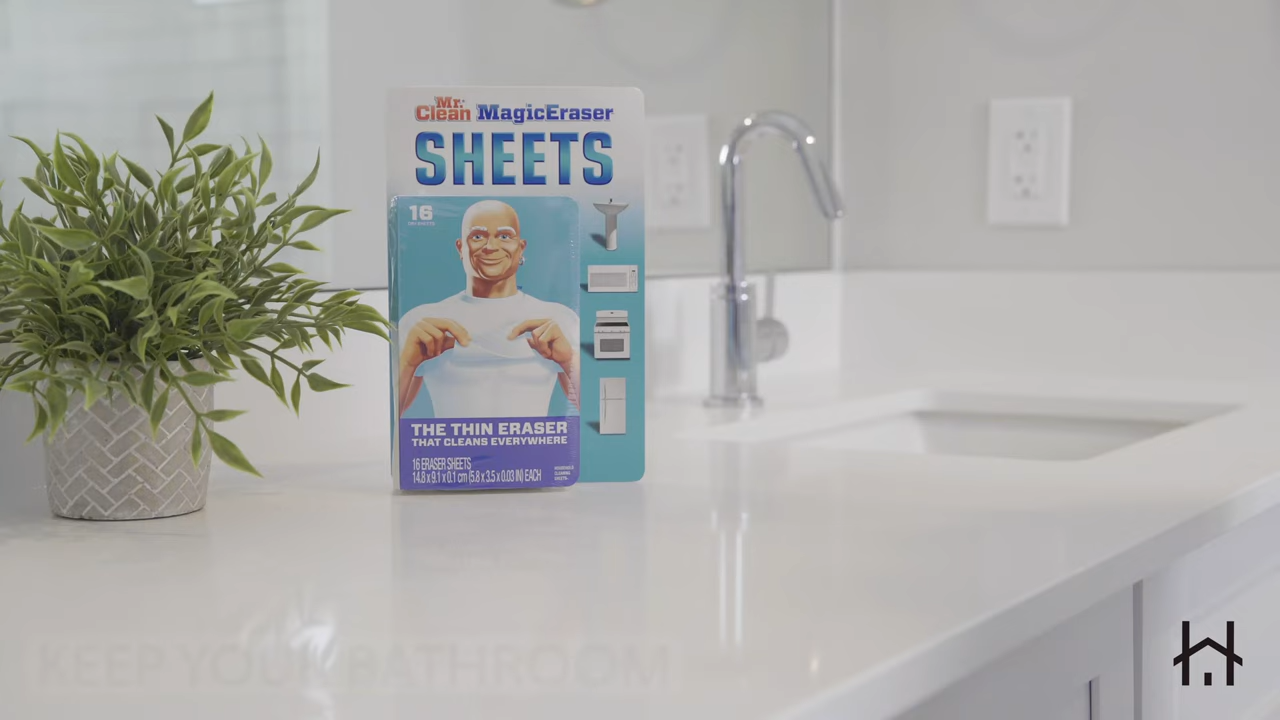 Mr. Clean MagicEraser
SHEETS
16
THE THIN ERASER
THAT CLEANS EVERYWHERE
16 ERASER SHEETS
14.8 x 9.1 x 0.1 cm (5.8 x 3.5 x 0.03 IN) EACH
KEEP YOUR BATHROOM